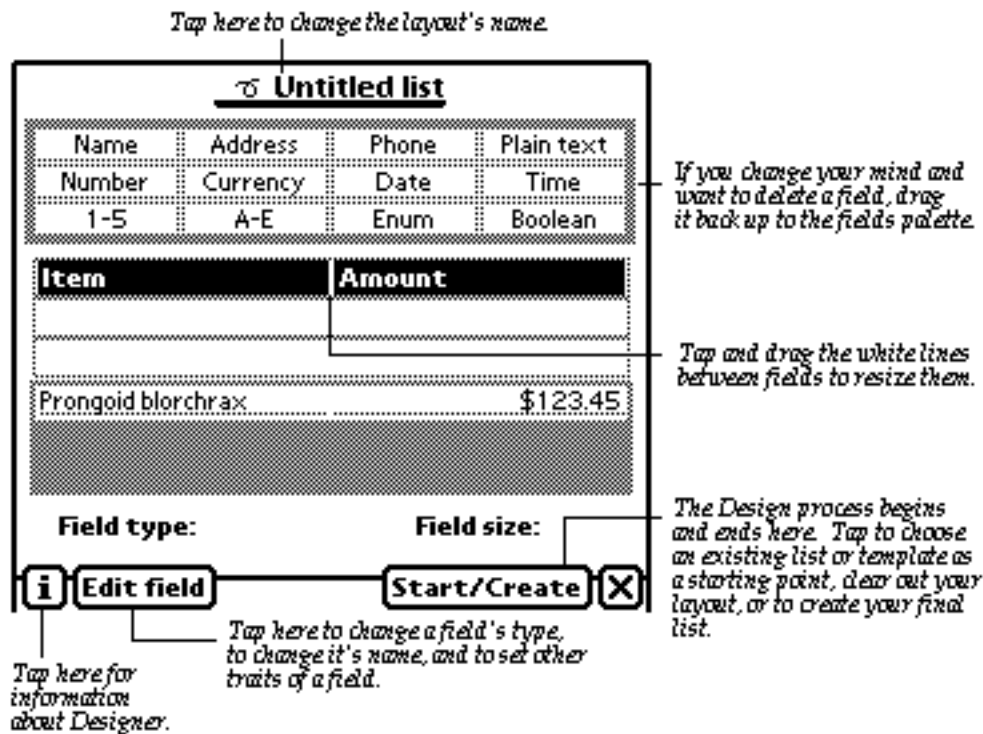 Tap here to change the layout's name.
Untitled list
Name Address Phone Plain text
Number Currency Date Time
1-5 A-E Enum Boolean
If you change your mind and
want to delete a field, drag
it back up to the fields palette.
Item Amount
Tap and drag the white lines
between fields to resize them.
Prongoid blorchrax $123.45
Field type: Field size:
The Design process begins
and ends here. Tap to choose
an existing list or template as
a starting point, clear out your
layout, or to create your final
list.
i Edit field Start/Create X
Tap here to change a field's type,
to change it's name, and to set other
traits of a field.
Tap here for
information
about Designer.